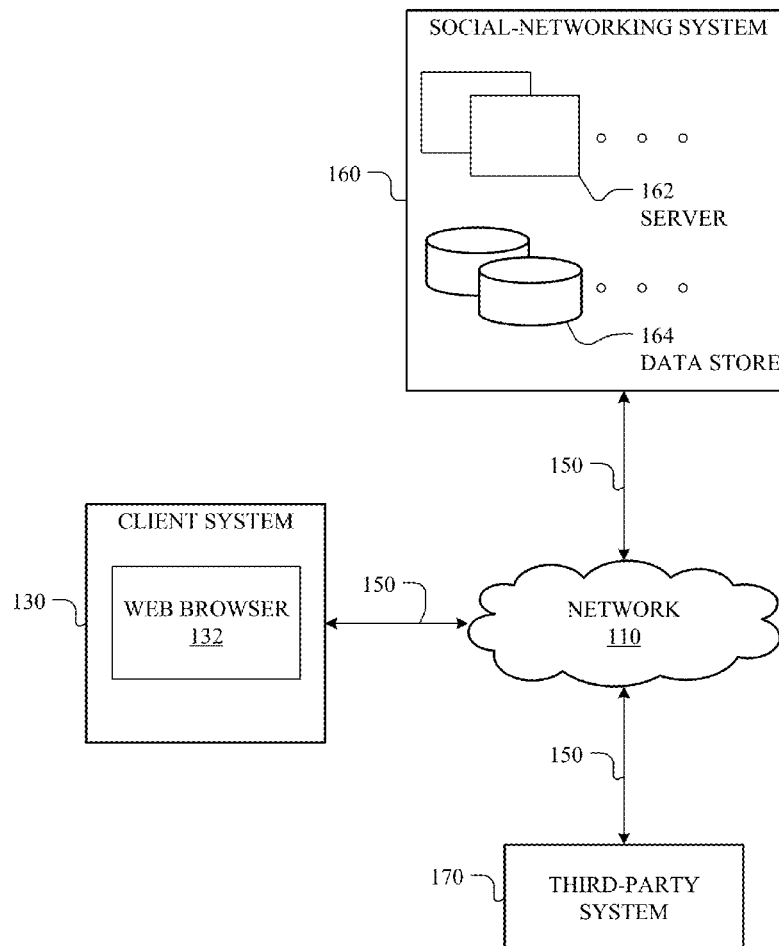 SOCIAL-NETWORKING SYSTEM
160
162
SERVER
164
DATA STORE
150
CLIENT SYSTEM
130
WEB BROWSER
132
150
NETWORK
110
150
170
THIRD-PARTY
SYSTEM